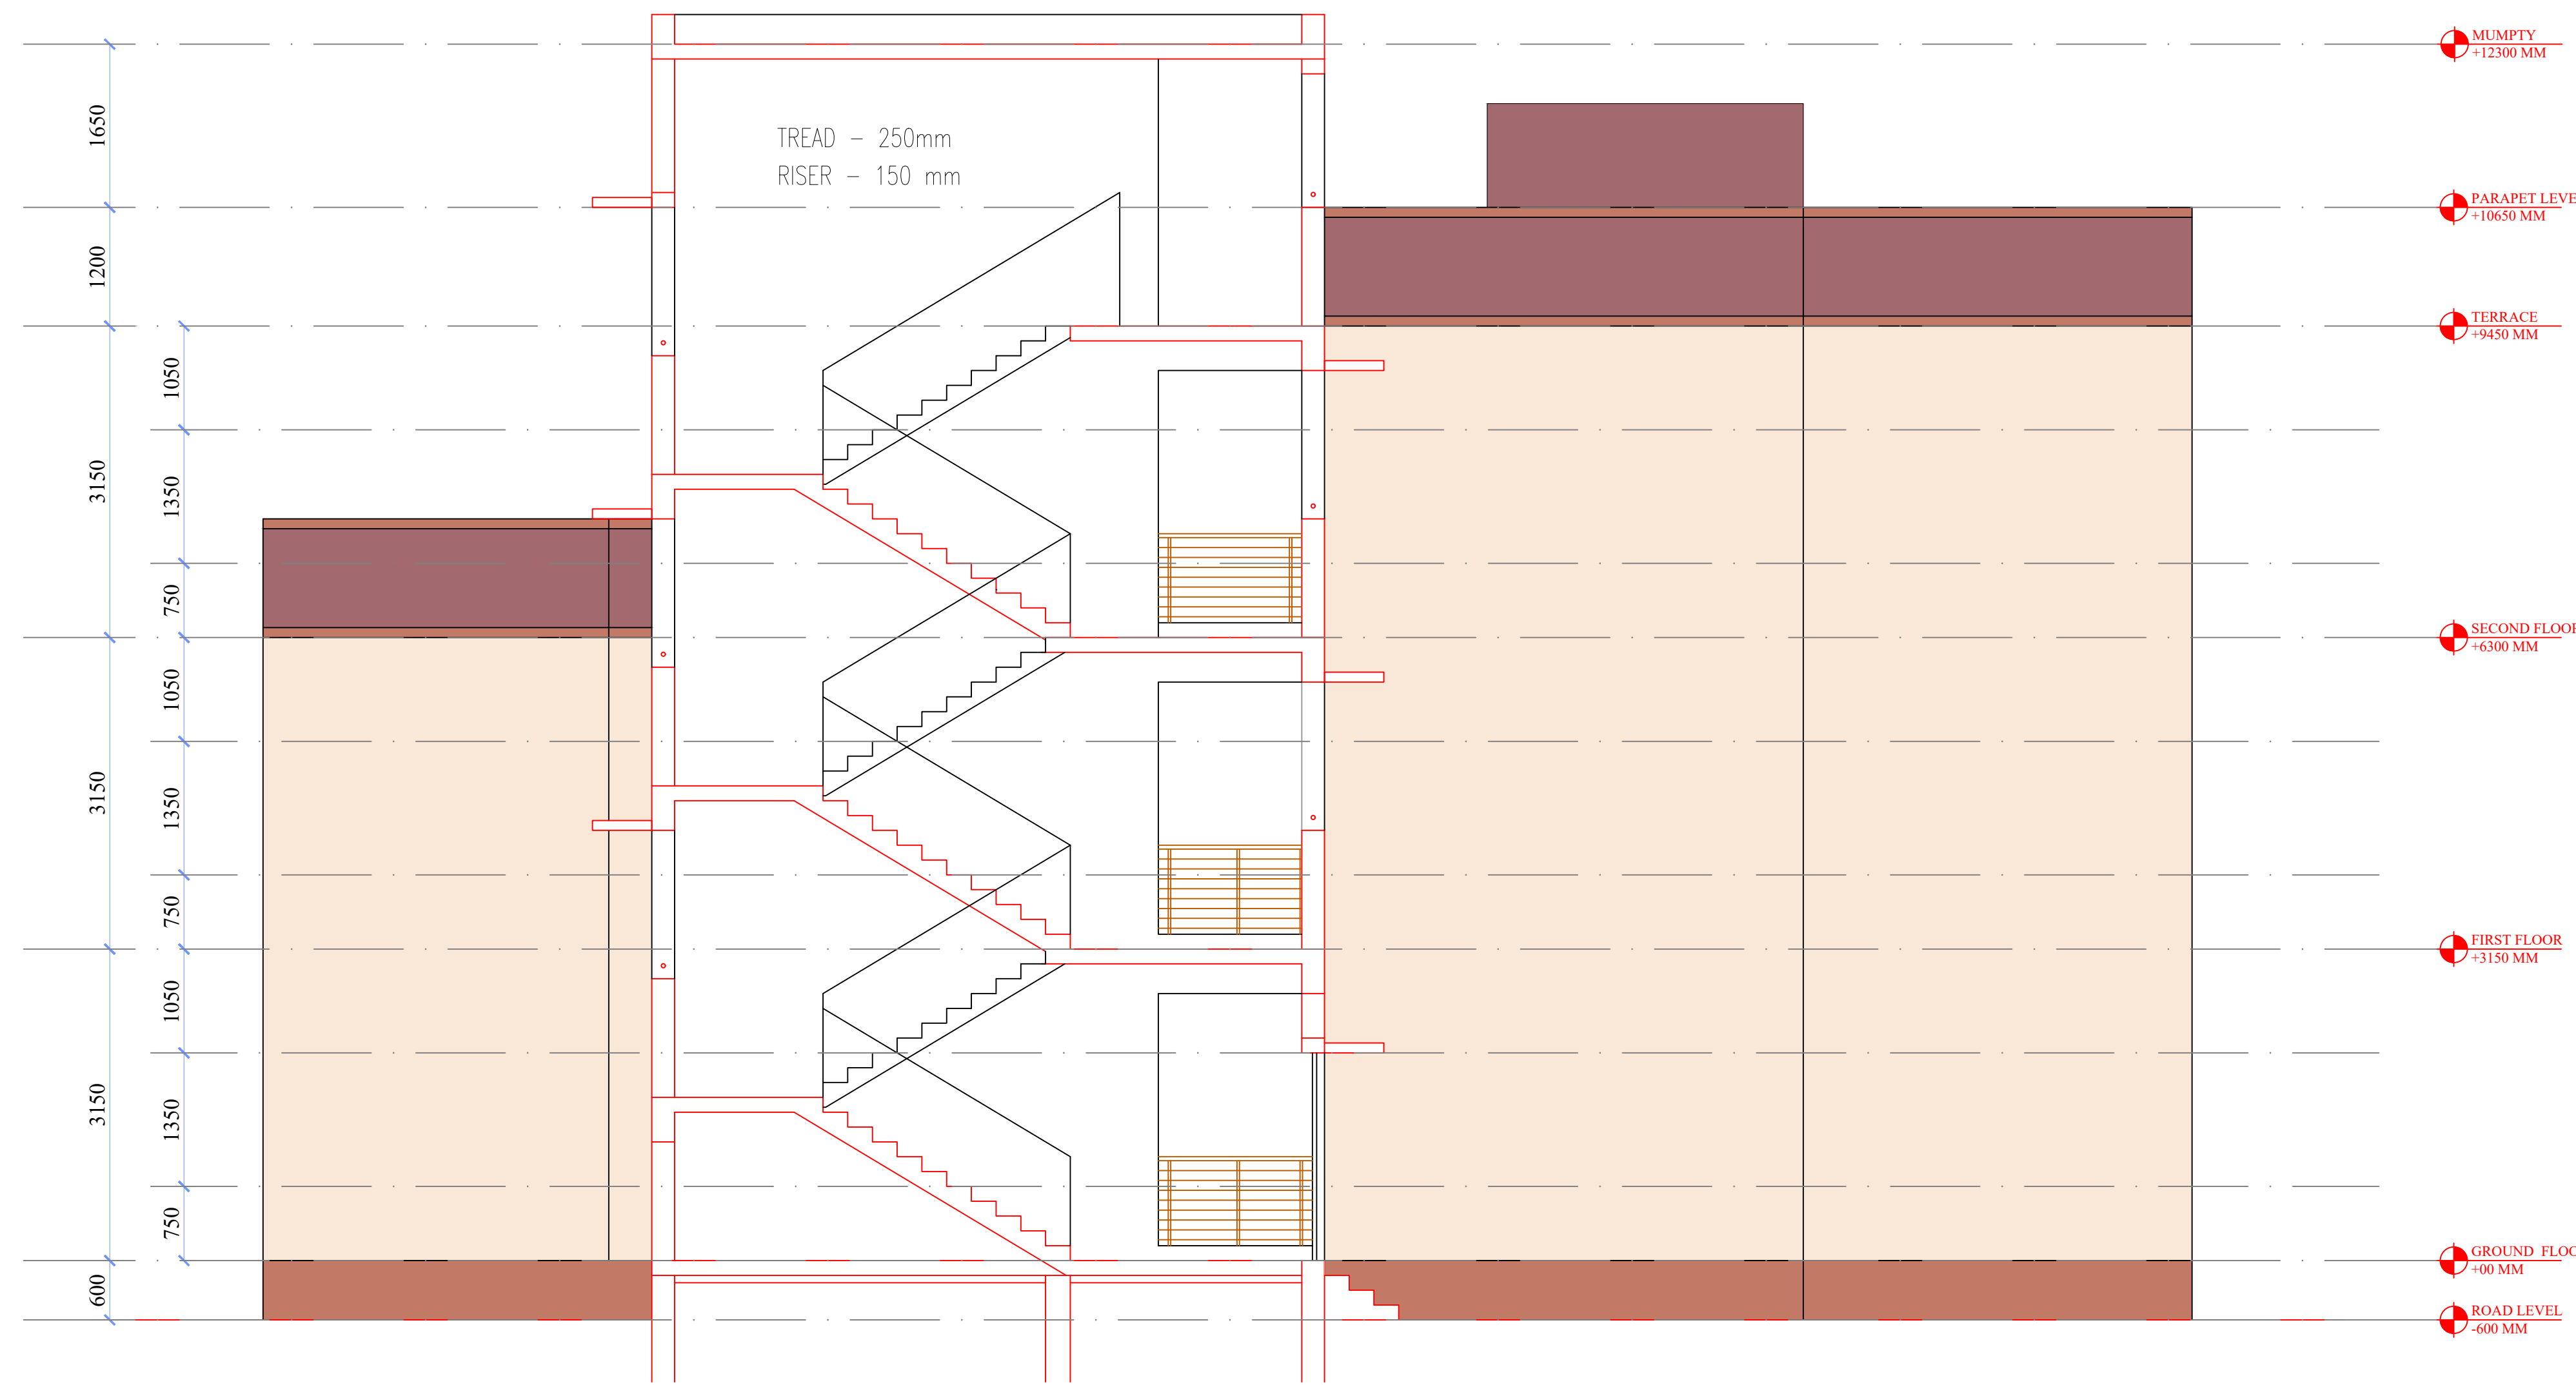 MUMPTY
+12300 MM
1650
TREAD - 250mm
RISER - 150 mm
PARAPET LEVE
+10650 MM
1200
TERRACE
+9450 MM
1050
3150
1350
750
SECOND FLOOR
+6300 MM
1050
3150
1350
750
FIRST FLOOR
+3150 MM
1050
3150
1350
750
GROUND FLOO
+00 MM
600
ROAD LEVEL
-600 MM